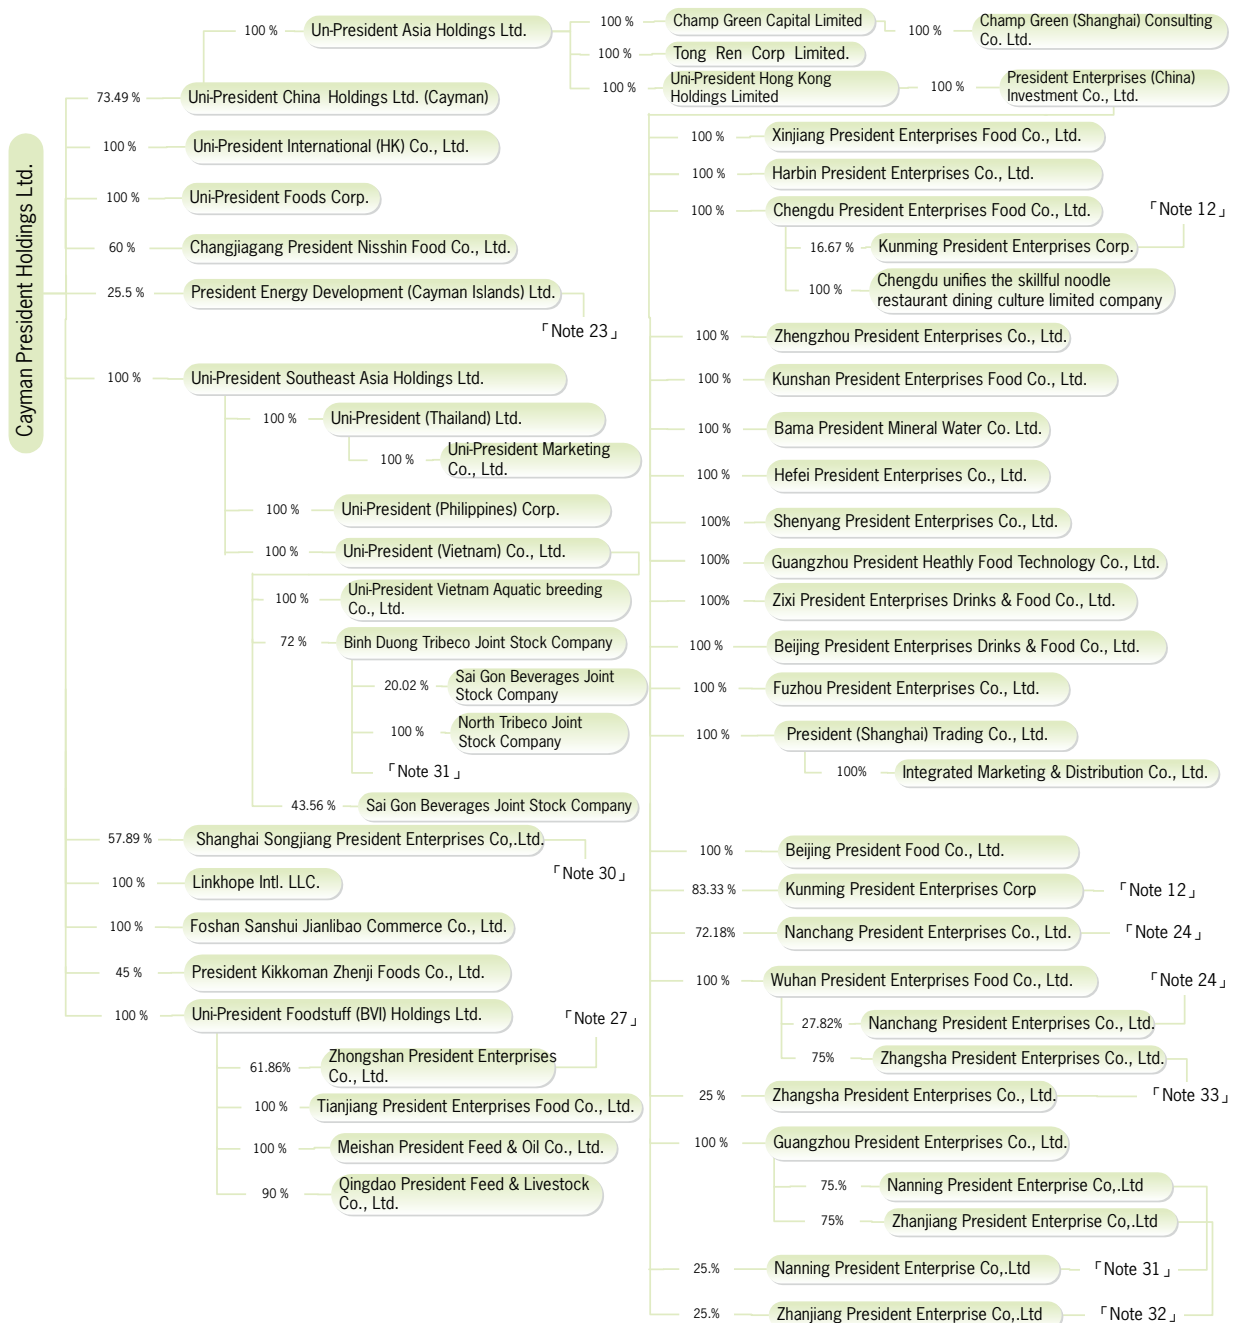 Cayman President Holdings Ltd.
100 %
Un-President Asia Holdings Ltd.
100 %
Champ Green Capital Limited
100 %
Champ Green (Shanghai) Consulting
Co. Ltd.
100 %
Tong Ren Corp Limited.
100 %
Uni-President Hong Kong
Holdings Limited
100 %
President Enterprises (China)
Investment Co., Ltd.
73.49 %
Uni-President China Holdings Ltd. (Cayman)
100 %
Uni-President International (HK) Co., Ltd.
100 %
Uni-President Foods Corp.
60 %
Changjiagang President Nisshin Food Co., Ltd.
25.5 %
President Energy Development (Cayman Islands) Ltd.
「Note 23」
100 %
Uni-President Southeast Asia Holdings Ltd.
100 %
Uni-President (Thailand) Ltd.
100 %
Uni-President Marketing
Co., Ltd.
100 %
Uni-President (Philippines) Corp.
100 %
Uni-President (Vietnam) Co., Ltd.
100 %
Uni-President Vietnam Aquatic breeding
Co., Ltd.
72 %
Binh Duong Tribeco Joint Stock Company
20.02 %
Sai Gon Beverages Joint
Stock Company
100 %
North Tribeco Joint
Stock Company
「Note 31」
43.56 %
Sai Gon Beverages Joint Stock Company
57.89 %
Shanghai Songjiang President Enterprises Co,.Ltd.
「Note 30」
100 %
Linkhope Intl. LLC.
100 %
Foshan Sanshui Jianlibao Commerce Co., Ltd.
45 %
President Kikkoman Zhenji Foods Co., Ltd.
100 %
Uni-President Foodstuff (BVI) Holdings Ltd.
「Note 27」
61.86%
Zhongshan President Enterprises
Co., Ltd.
100 %
Tianjiang President Enterprises Food Co., Ltd.
100 %
Meishan President Feed & Oil Co., Ltd.
90 %
Qingdao President Feed & Livestock
Co., Ltd.
100 %
Xinjiang President Enterprises Food Co., Ltd.
100 %
Harbin President Enterprises Co., Ltd.
100 %
Chengdu President Enterprises Food Co., Ltd.
「Note 12」
16.67 %
Kunming President Enterprises Corp.
100 %
Chengdu unifies the skillful noodle
restaurant dining culture limited company
100 %
Zhengzhou President Enterprises Co., Ltd.
100 %
Kunshan President Enterprises Food Co., Ltd.
100 %
Bama President Mineral Water Co. Ltd.
100 %
Hefei President Enterprises Co., Ltd.
100%
Shenyang President Enterprises Co., Ltd.
100%
Guangzhou President Heathly Food Technology Co., Ltd.
100%
Zixi President Enterprises Drinks & Food Co., Ltd.
100 %
Beijing President Enterprises Drinks & Food Co., Ltd.
100 %
Fuzhou President Enterprises Co., Ltd.
100 %
President (Shanghai) Trading Co., Ltd.
100%
Integrated Marketing & Distribution Co., Ltd.
100 %
Beijing President Food Co., Ltd.
83.33 %
Kunming President Enterprises Corp
「Note 12」
72.18%
Nanchang President Enterprises Co., Ltd.
「Note 24」
100 %
Wuhan President Enterprises Food Co., Ltd.
「Note 24」
27.82%
Nanchang President Enterprises Co., Ltd.
75%
Zhangsha President Enterprises Co., Ltd.
25 %
Zhangsha President Enterprises Co., Ltd.
「Note 33」
100 %
Guangzhou President Enterprises Co., Ltd.
75.%
Nanning President Enterprise Co,.Ltd
75%
Zhanjiang President Enterprise Co,.Ltd
25.%
Nanning President Enterprise Co,.Ltd
「Note 31」
25.%
Zhanjiang President Enterprise Co,.Ltd
「Note 32」